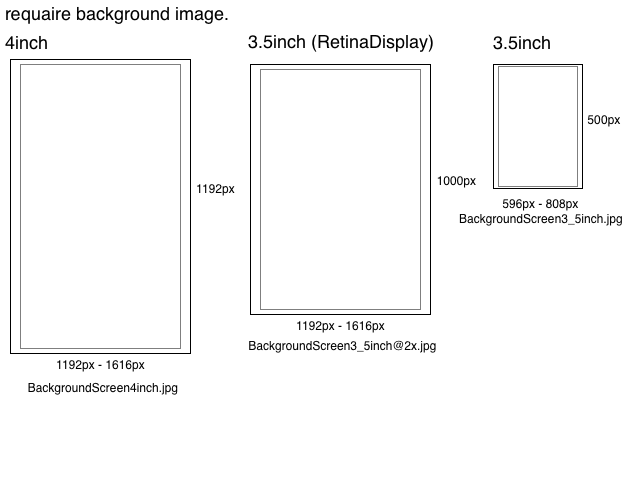 requaire background image.
4inch
3.5inch (RetinaDisplay)
3.5inch
1192px
1192px - 1616px
BackgroundScreen4inch.jpg
1000px
1192px - 1616px
BackgroundScreen3_5inch@2x.jpg
500px
596px - 808px
BackgroundScreen3_5inch.jpg